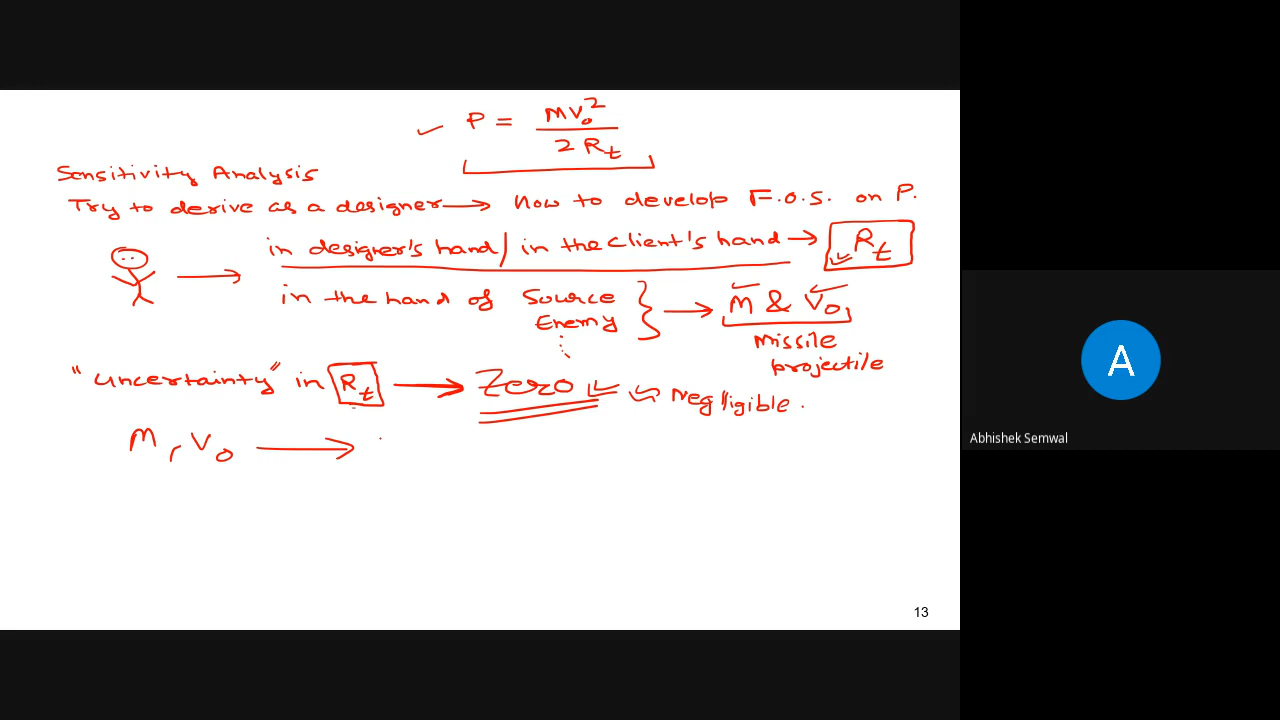 ✓ P = MV₀² / 2 Rt
Sensitivity Analysis
Try to derive as a designer → How to develop F.O.S. on P.
in designer's hand / in the client's hand → Rt
in the hand of Source → M & V₀
Enemy
missile
projectile
"uncertainty" in Rt → Zero Negligible.
M, V₀ →
13
A
Abhishek Semwal